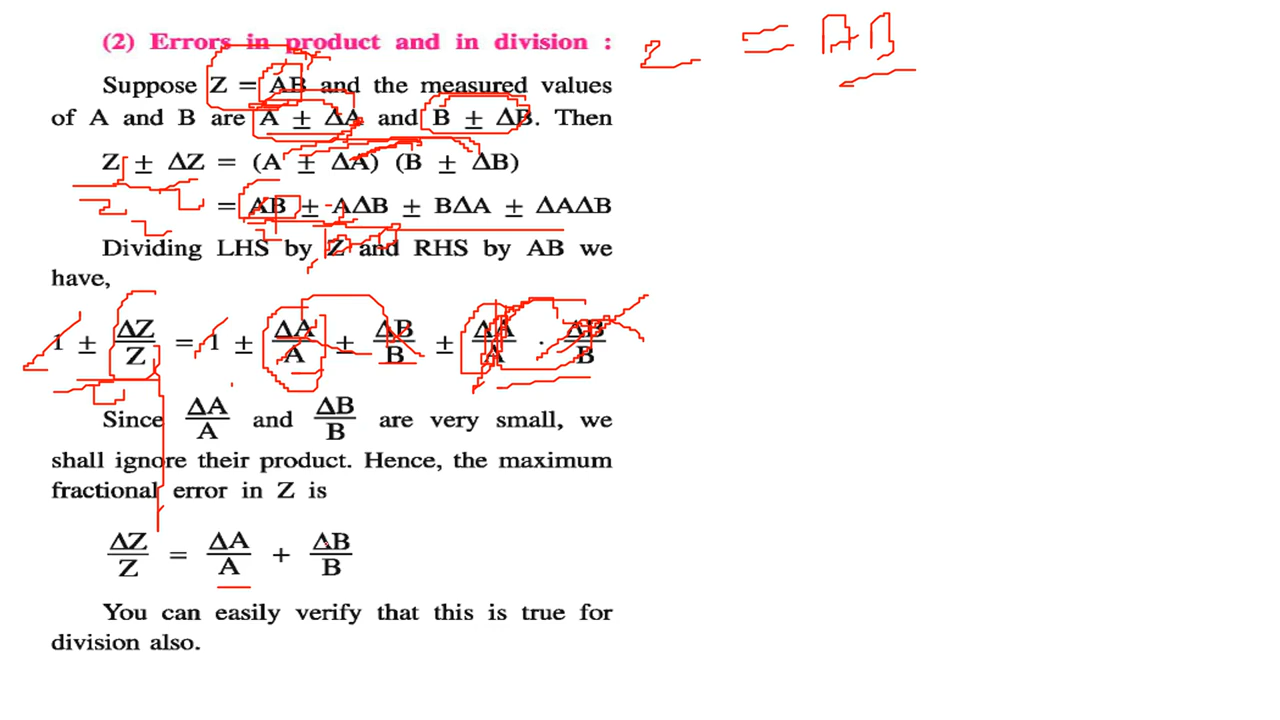 (2) Errors in product and in division :
Z = AB
Suppose Z = AB and the measured values
of A and B are A ± ΔA and B ± ΔB. Then
Z ± ΔZ = (A ± ΔA) (B ± ΔB)
= AB ± AΔB ± BΔA ± ΔAΔB
Dividing LHS by Z and RHS by AB we
have,
1 ± ΔZ/Z = 1 ± ΔA/A ± ΔB/B ± ΔA/A · ΔB/B
Since ΔA/A and ΔB/B are very small, we
shall ignore their product. Hence, the maximum
fractional error in Z is
ΔZ/Z = ΔA/A + ΔB/B
You can easily verify that this is true for
division also.